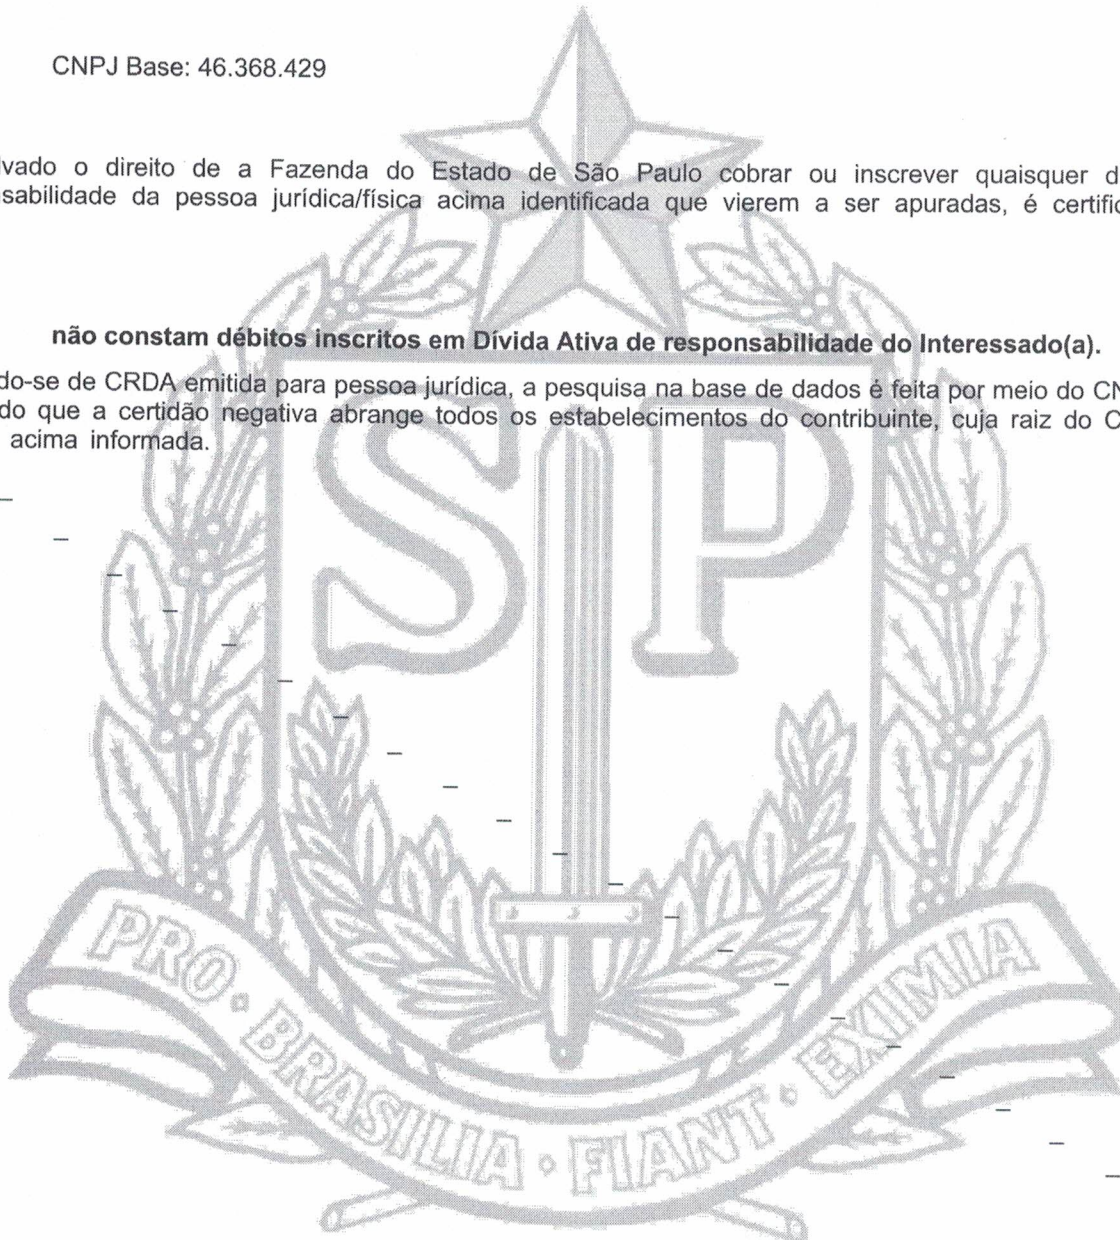 CNPJ Base: 46.368.429
lvado o direito de a Fazenda do Estado de São Paulo cobrar ou inscrever quaisquer d
sabilidade da pessoa jurídica/física acima identificada que vierem a ser apuradas, é certific
não constam débitos inscritos em Dívida Ativa de responsabilidade do Interessado(a).
do-se de CRDA emitida para pessoa jurídica, a pesquisa na base de dados é feita por meio do CN
do que a certidão negativa abrange todos os estabelecimentos do contribuinte, cuja raiz do C
acima informada.
SP
PRO · BRASILIA · FIANT · EXIMIA